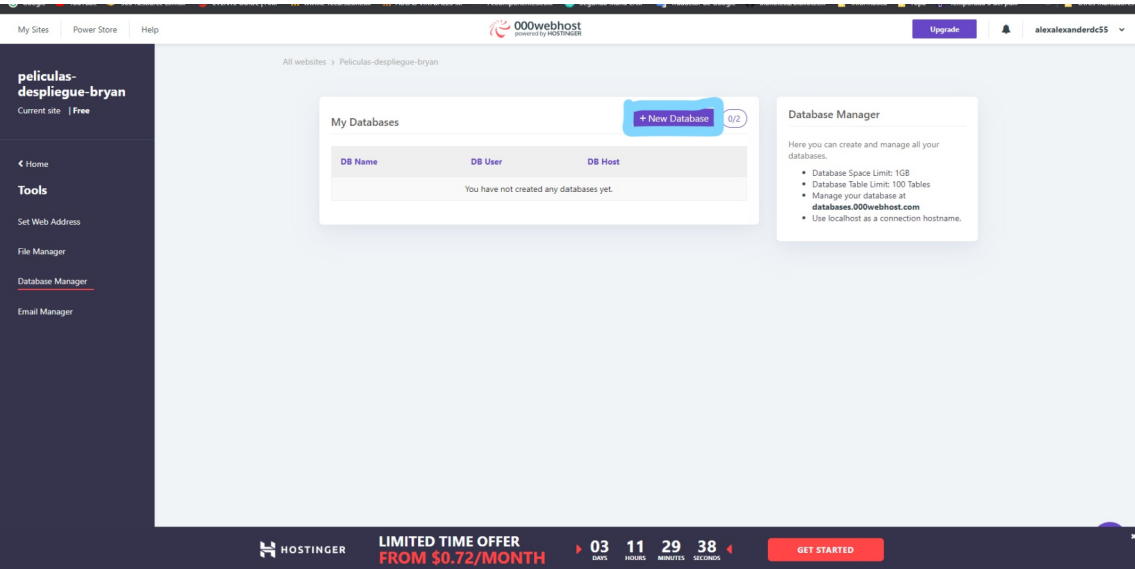 My Sites
Power Store
Help
000webhost
powered by HOSTINGER
Upgrade
alexalexanderdc55
peliculas-
despliegue-bryan
Current site | Free
Home
Tools
Set Web Address
File Manager
Database Manager
Email Manager
All websites > Peliculas-despliegue-bryan
My Databases
+ New Database
0/2
DB Name DB User DB Host
You have not created any databases yet.
Database Manager
Here you can create and manage all your
databases.
Database Space Limit: 1GB
Database Table Limit: 100 Tables
Manage your database at
databases.000webhost.com
Use localhost as a connection hostname.
HOSTINGER
LIMITED TIME OFFER
FROM $0.72/MONTH
03 11 29 38
DAYS HOURS MINUTES SECONDS
GET STARTED